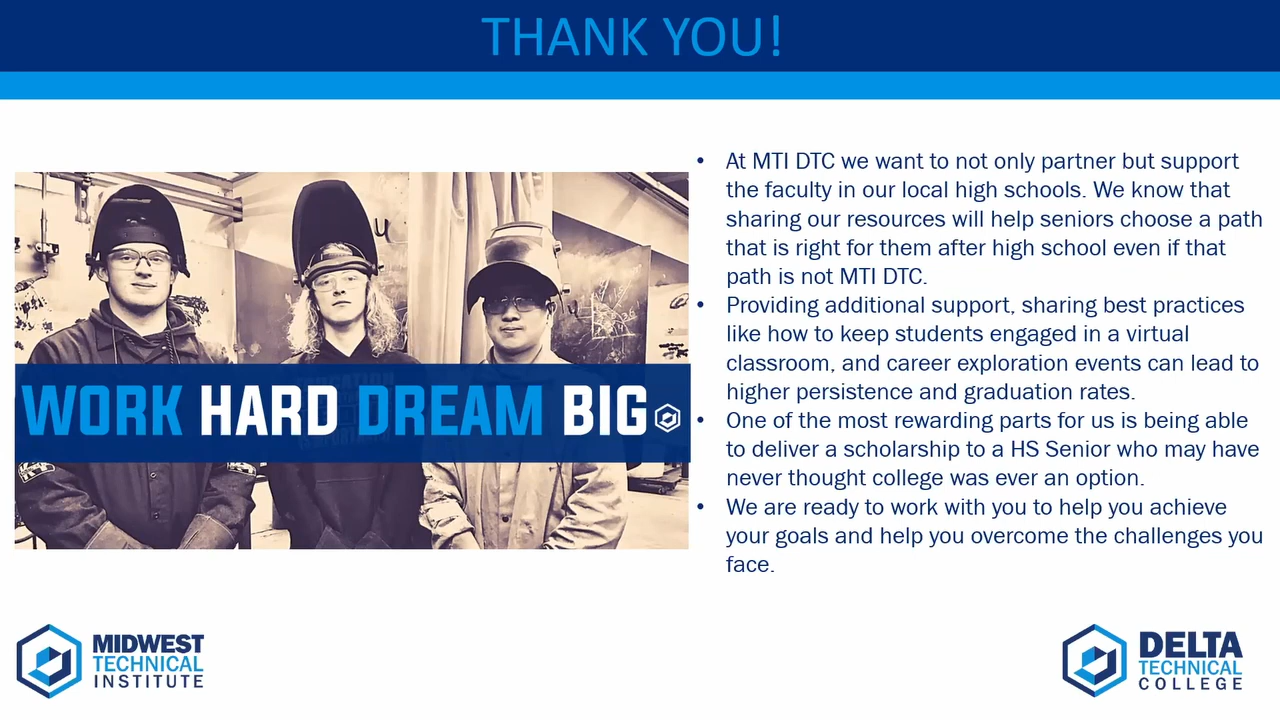 THANK YOU!
• At MTI DTC we want to not only partner but support
the faculty in our local high schools. We know that
sharing our resources will help seniors choose a path
that is right for them after high school even if that
path is not MTI DTC.
• Providing additional support, sharing best practices
like how to keep students engaged in a virtual
classroom, and career exploration events can lead to
higher persistence and graduation rates.
• One of the most rewarding parts for us is being able
to deliver a scholarship to a HS Senior who may have
never thought college was ever an option.
• We are ready to work with you to help you achieve
your goals and help you overcome the challenges you
face.
WORK HARD DREAM BIG
MIDWEST
TECHNICAL
INSTITUTE
DELTA
TECHNICAL
COLLEGE